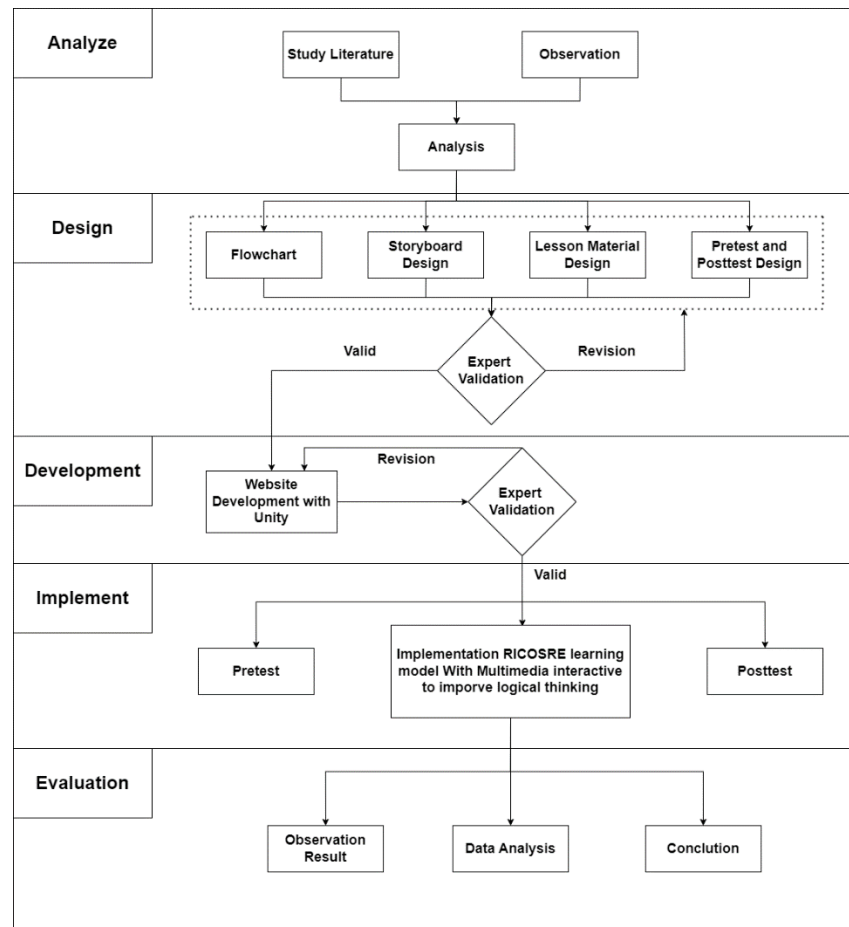 Analyze
Study Literature
Observation
Analysis
Design
Flowchart
Storyboard
Design
Lesson Material
Design
Pretest and
Posttest Design
Valid
Expert
Validation
Revision
Development
Revision
Website
Development with
Unity
Expert
Validation
Valid
Implement
Pretest
Implementation RICOSRE learning
model With Multimedia interactive
to imporve logical thinking
Posttest
Evaluation
Observation
Result
Data Analysis
Conclution